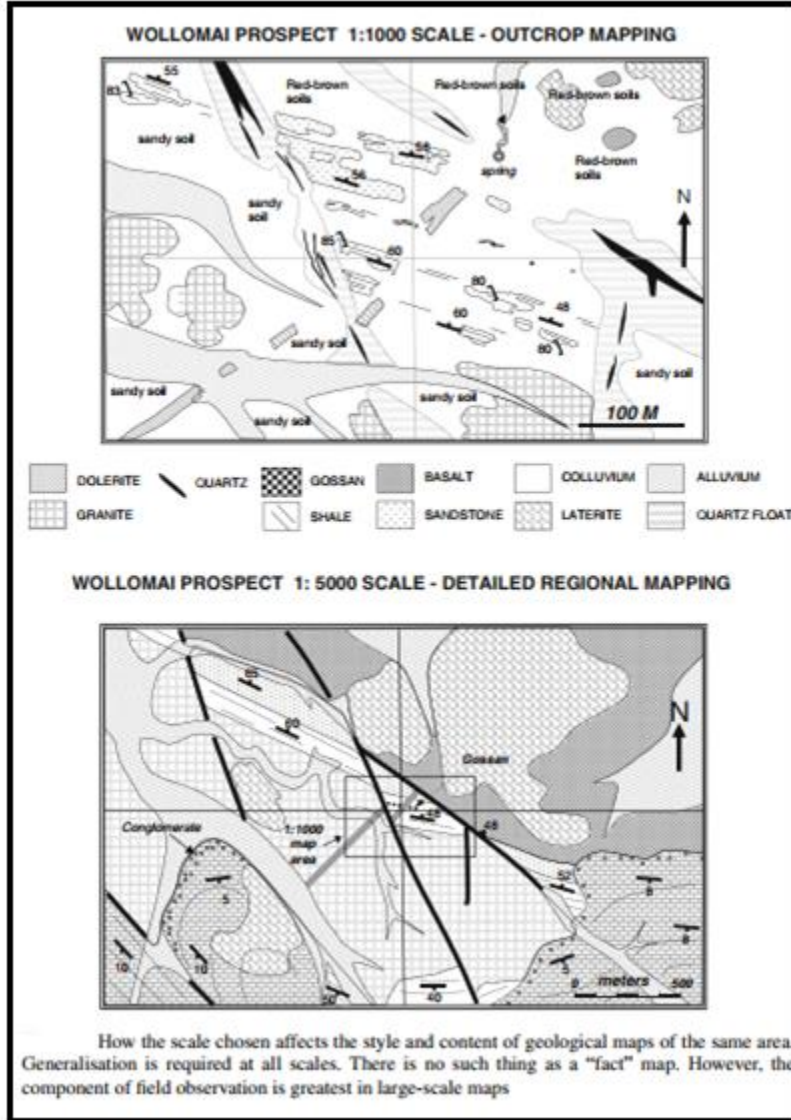 WOLLOMAI PROSPECT 1:1000 SCALE - OUTCROP MAPPING
55
83
Red-brown
soils
Red-brown soils
Red-brown soils
sandy soil
56
spring
Red-brown
soils
56
sandy
soil
N
85
60
80
48
60
80
sandy soil
sandy soil
sandy soil
sandy soil
sandy soil
100 M
DOLERITE
QUARTZ
GOSSAN
BASALT
COLLUVIUM
ALLUVIUM
GRANITE
SHALE
SANDSTONE
LATERITE
QUARTZ FLOAT
WOLLOMAI PROSPECT 1: 5000 SCALE - DETAILED REGIONAL MAPPING
65
N
60
Gossan
48
48
Conglomerate
1:1000
map
area
5
8
8
10
10
5
50
40
0 meters 500
How the scale chosen affects the style and content of geological maps of the same area
Generalisation is required at all scales. There is no such thing as a “fact” map. However, the
component of field observation is greatest in large-scale maps